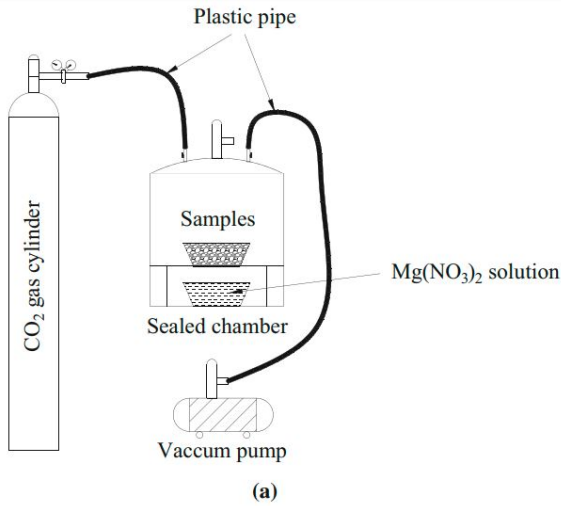 Plastic pipe
CO₂ gas cylinder
Samples
Mg(NO₃)₂ solution
Sealed chamber
Vaccum pump
(a)